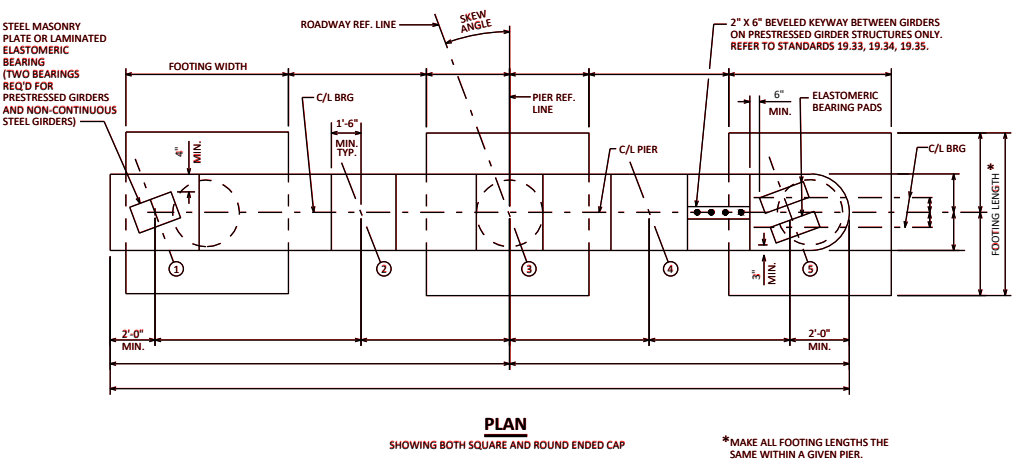 STEEL MASONRY
PLATE OR LAMINATED
ELASTOMERIC
BEARING
(TWO BEARINGS
REQ'D FOR
PRESTRESSED GIRDERS
AND NON-CONTINUOUS
STEEL GIRDERS)
ROADWAY REF. LINE
SKEW
ANGLE
2" X 6" BEVELED KEYWAY BETWEEN GIRDERS
ON PRESTRESSED GIRDER STRUCTURES ONLY.
REFER TO STANDARDS 19.33, 19.34, 19.35.
FOOTING WIDTH
C/L BRG
PIER REF.
LINE
6"
MIN.
ELASTOMERIC
BEARING PADS
1'-6"
MIN.
TYP.
4"
MIN.
C/L PIER
C/L BRG
FOOTING LENGTH *
1
2
3
4
5
3"
MIN.
2'-0"
MIN.
2'-0"
MIN.
PLAN
SHOWING BOTH SQUARE AND ROUND ENDED CAP
*MAKE ALL FOOTING LENGTHS THE
SAME WITHIN A GIVEN PIER.